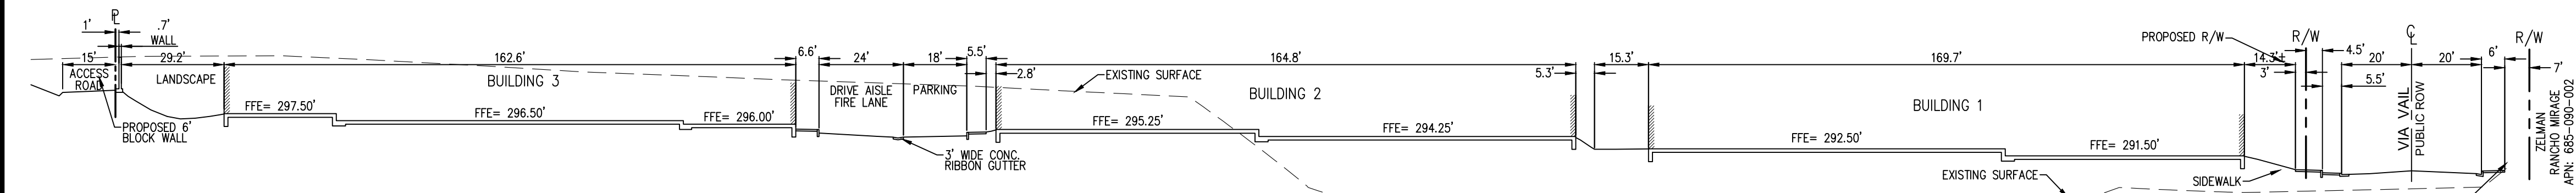 PL
1'
.7'
WALL
15'
29.2'
ACCESS
ROAD
LANDSCAPE
162.6'
BUILDING 3
FFE= 297.50'
FFE= 296.50'
FFE= 296.00'
PROPOSED 6'
BLOCK WALL
6.6'
24'
18'
5.5'
2.8'
DRIVE AISLE
FIRE LANE
PARKING
3' WIDE CONC.
RIBBON GUTTER
EXISTING SURFACE
164.8'
BUILDING 2
FFE= 295.25'
FFE= 294.25'
5.3'
15.3'
169.7'
BUILDING 1
FFE= 292.50'
FFE= 291.50'
EXISTING SURFACE
SIDEWALK
PROPOSED R/W
R/W
14.3'±
3'
4.5'
5.5'
20'
CL
20'
VIA VAIL
PUBLIC ROW
6'
R/W
7'
ZELMAN
RANCHO MIRAGE
APN: 685-090-002